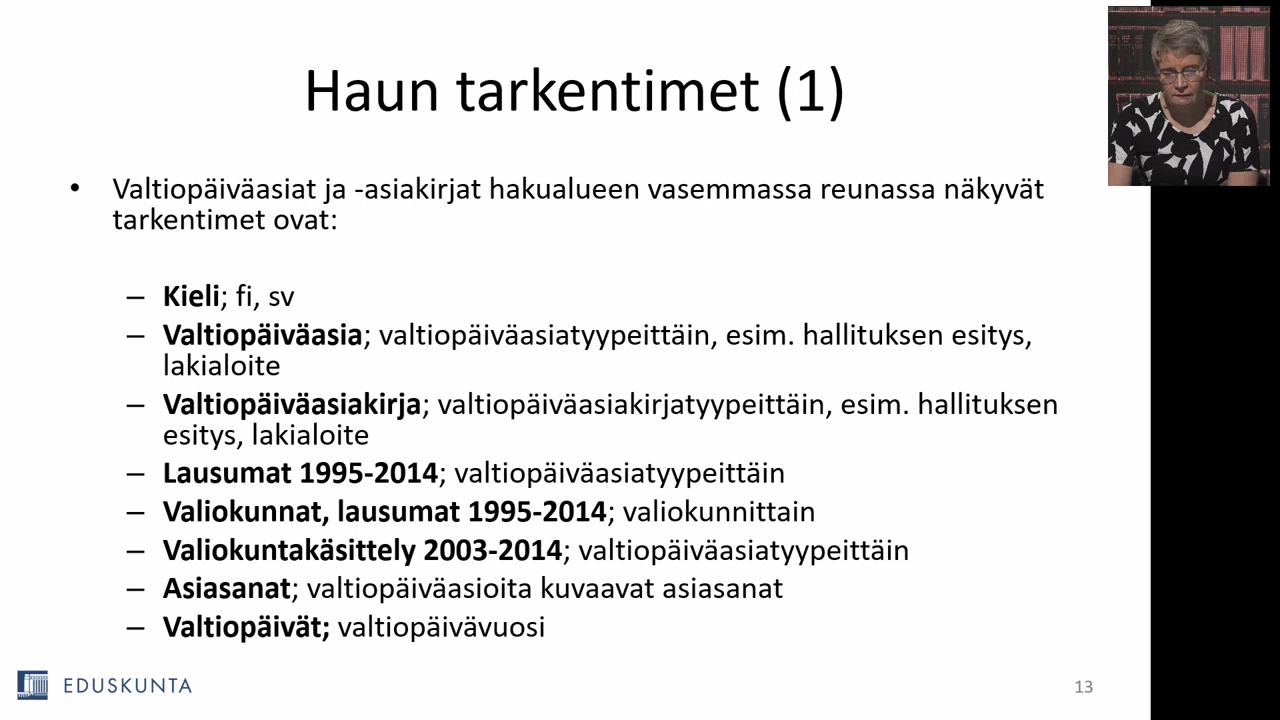 Haun tarkentimet (1)
• Valtiopäiväasiat ja -asiakirjat hakualueen vasemmassa reunassa näkyvät
tarkentimet ovat:
– Kieli; fi, sv
– Valtiopäiväasia; valtiopäiväasiatyypeittäin, esim. hallituksen esitys,
lakialoite
– Valtiopäiväasiakirja; valtiopäiväasiakirjatyypeittäin, esim. hallituksen
esitys, lakialoite
– Lausumat 1995-2014; valtiopäiväasiatyypeittäin
– Valiokunnat, lausumat 1995-2014; valiokunnittain
– Valiokuntakäsittely 2003-2014; valtiopäiväasiatyypeittäin
– Asiasanat; valtiopäiväasioita kuvaavat asiasanat
– Valtiopäivät; valtiopäivävuosi
EDUSKUNTA
13